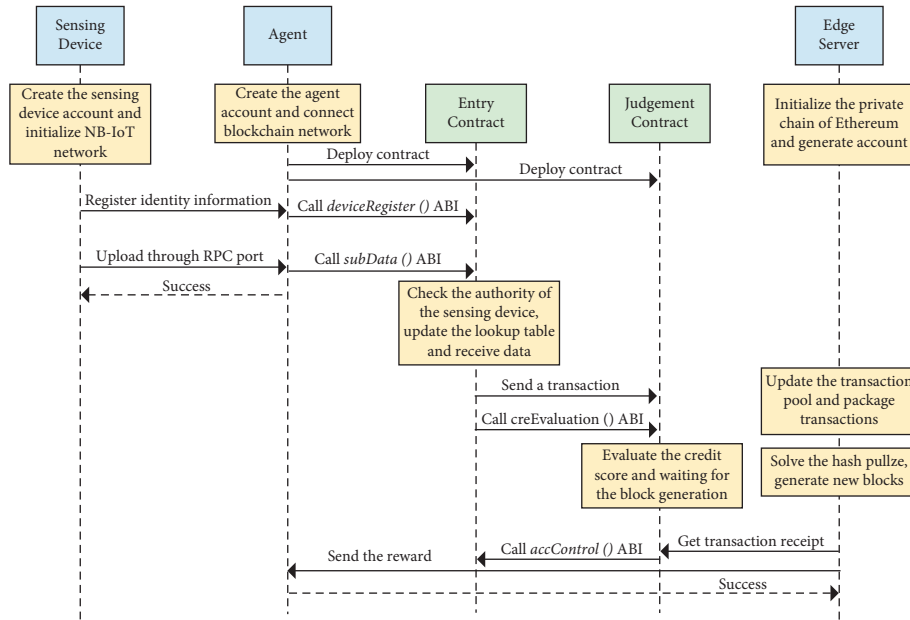 Sensing
Device
Agent
Edge
Server
Create the sensing
device account and
initialize NB-IoT
network
Create the agent
account and connect
blockchain network
Entry
Contract
Judgement
Contract
Initialize the private
chain of Ethereum
and generate account
Deploy contract
Deploy contract
Register identity information
Call deviceRegister () ABI
Upload through RPC port
Call subData () ABI
Success
Check the authority of
the sensing device,
update the lookup table
and receive data
Send a transaction
Update the transaction
pool and package
transactions
Call creEvaluation () ABI
Evaluate the credit
score and waiting for
the block generation
Solve the hash pullze,
generate new blocks
Get transaction receipt
Call accControl () ABI
Send the reward
Success